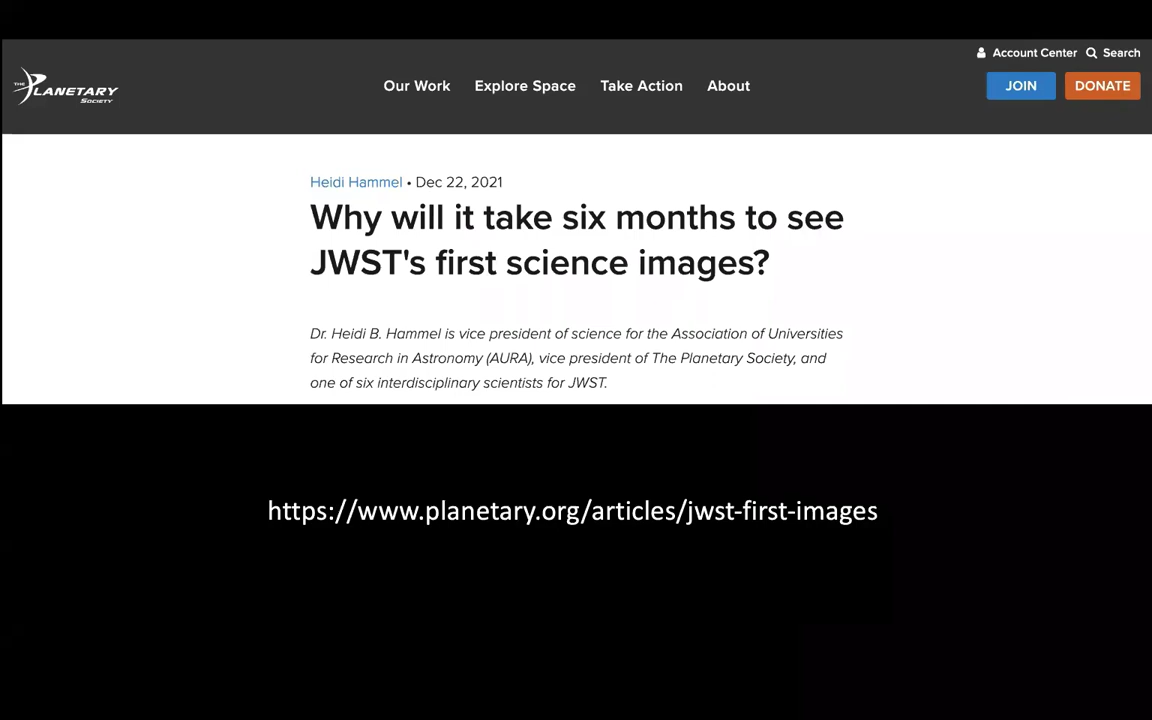 Account Center Search
THE PLANETARY SOCIETY
Our Work Explore Space Take Action About
JOIN DONATE
Heidi Hammel • Dec 22, 2021
Why will it take six months to see
JWST's first science images?
Dr. Heidi B. Hammel is vice president of science for the Association of Universities
for Research in Astronomy (AURA), vice president of The Planetary Society, and
one of six interdisciplinary scientists for JWST.
https://www.planetary.org/articles/jwst-first-images